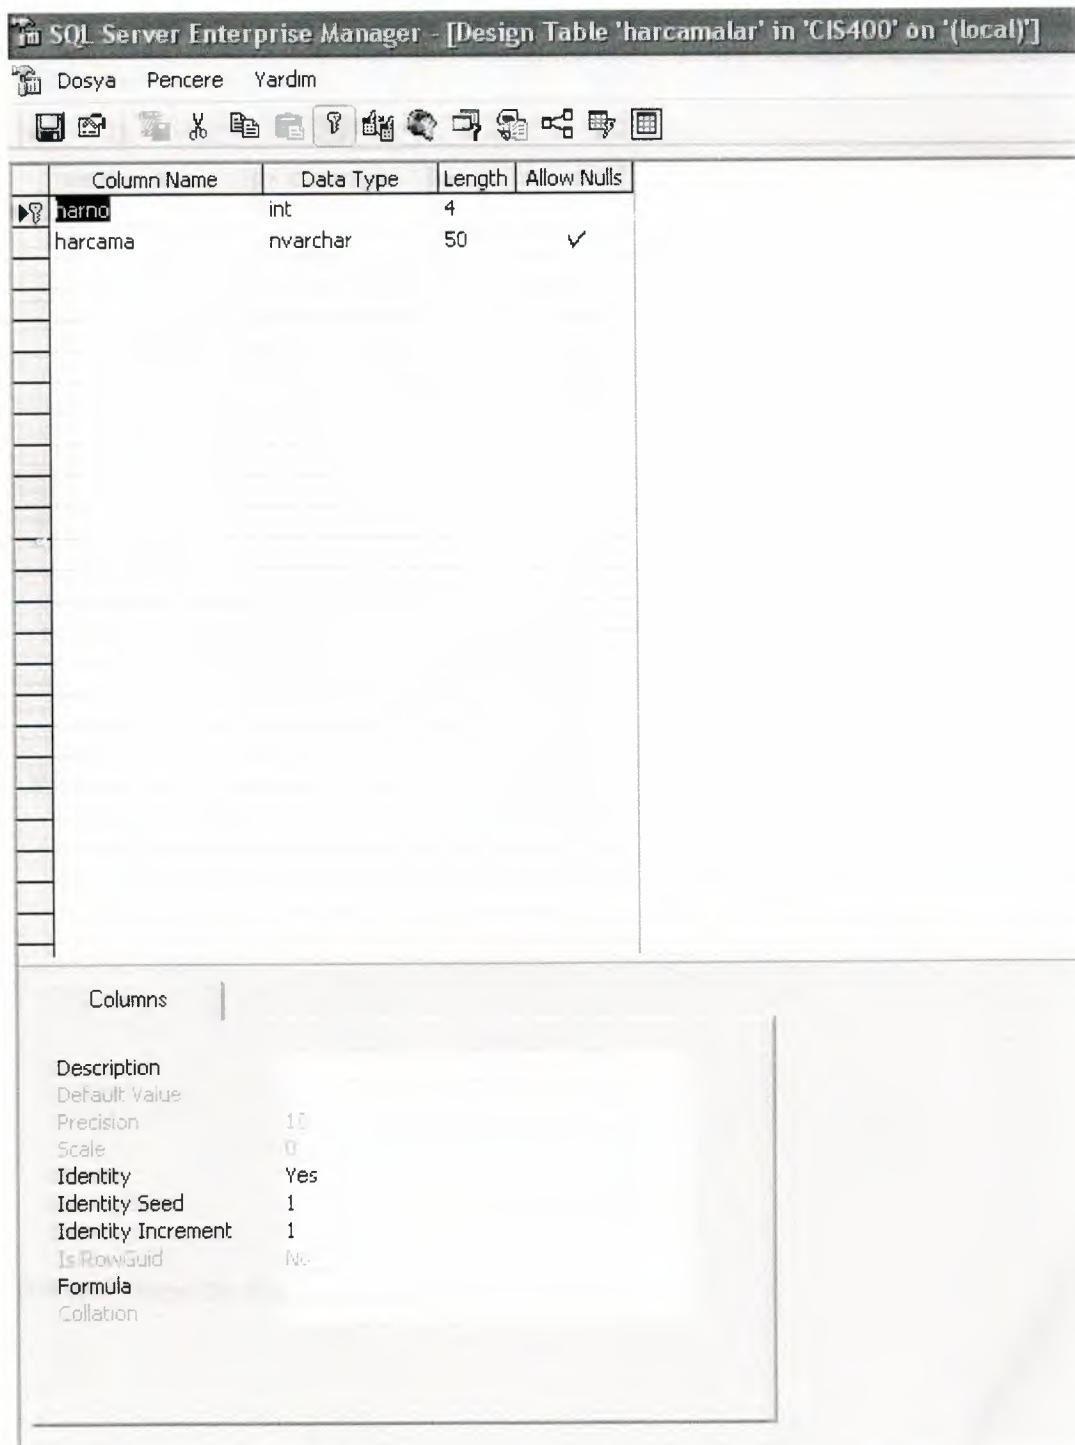 SQL Server Enterprise Manager - [Design Table 'harcamalar' in 'CIS400' on '(local)']
Dosya Pencere Yardım
Column Name Data Type Length Allow Nulls
harno int 4
harcama nvarchar 50
Columns
Description
Default Value
Precision 10
Scale 0
Identity Yes
Identity Seed 1
Identity Increment 1
Is RowGuid No
Formula
Collation